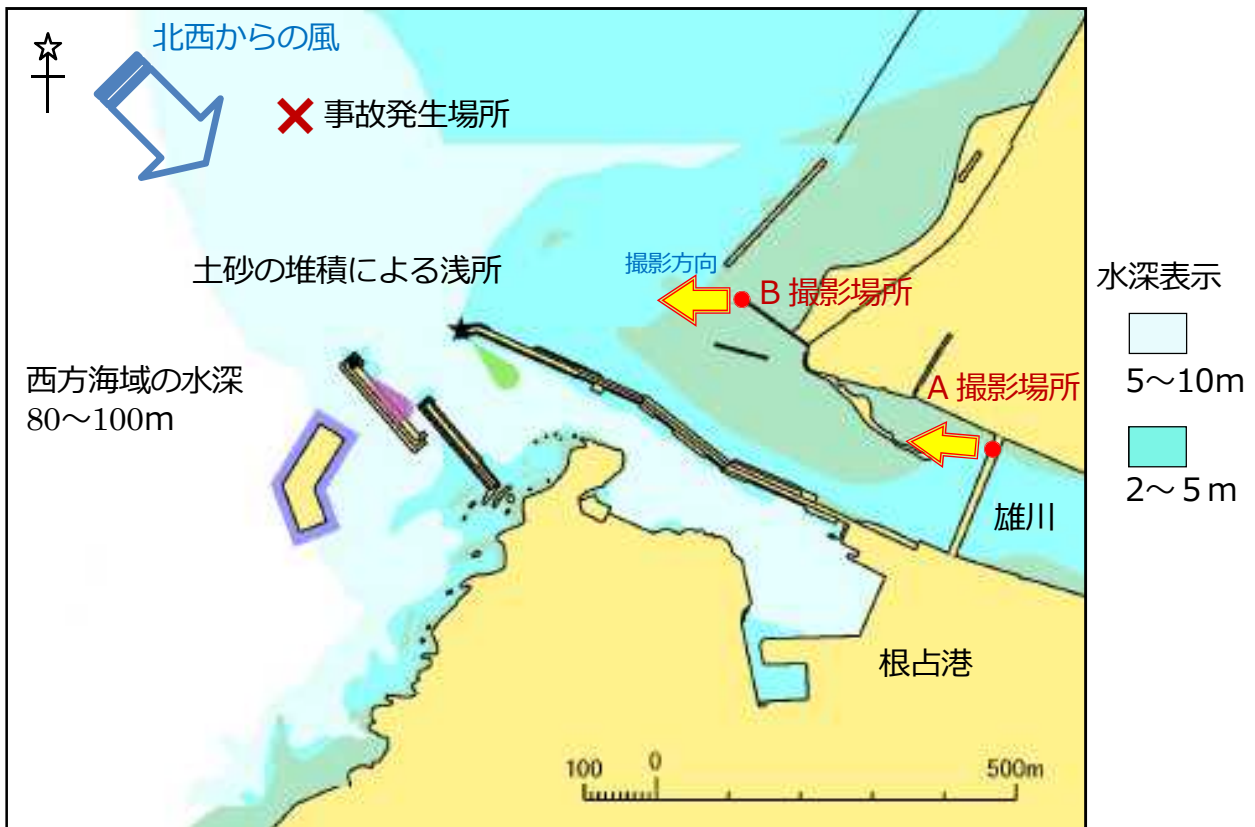 北西からの風
事故発生場所
土砂の堆積による浅所
撮影方向
B 撮影場所
水深表示
5～10m
西方海域の水深
80～100m
A 撮影場所
2～5m
雄川
根占港
100 0 500m